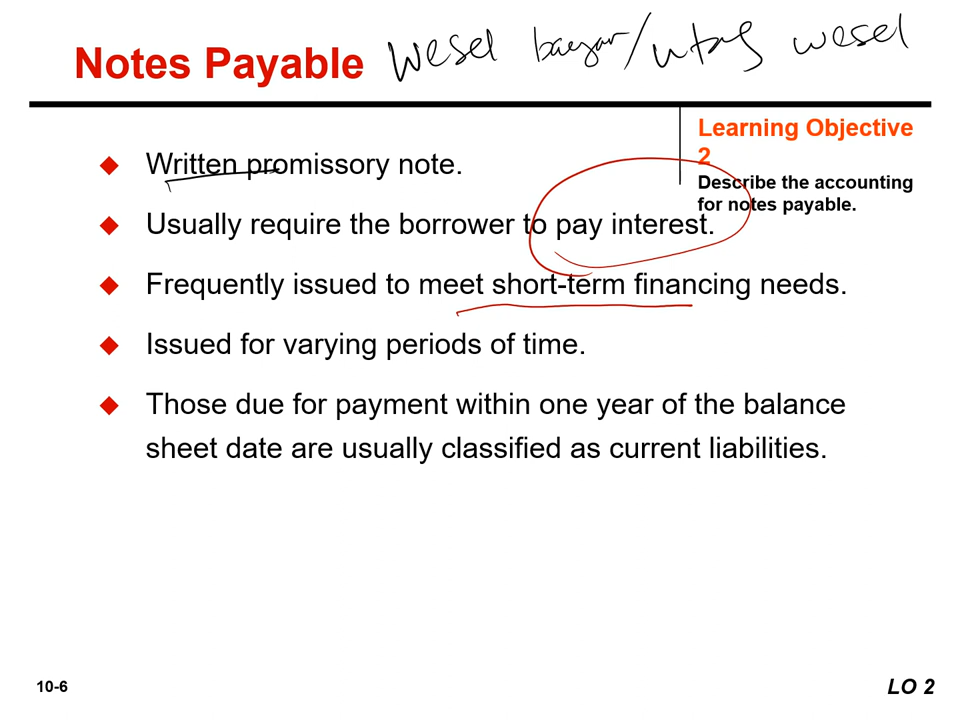 Notes Payable Wesel bayar/utang wesel
Learning Objective
2
Describe the accounting
for notes payable.
◆ Written promissory note.
◆ Usually require the borrower to pay interest.
◆ Frequently issued to meet short-term financing needs.
◆ Issued for varying periods of time.
◆ Those due for payment within one year of the balance
sheet date are usually classified as current liabilities.
10-6
LO 2